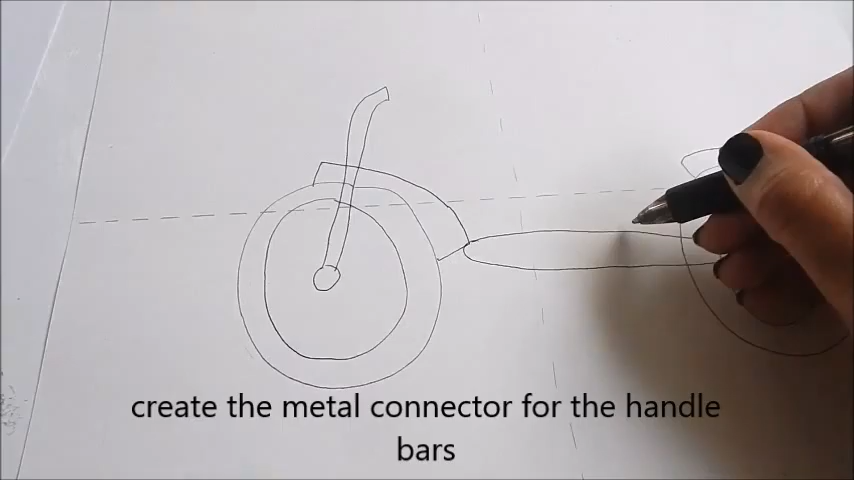 create the metal connector for the handle
bars